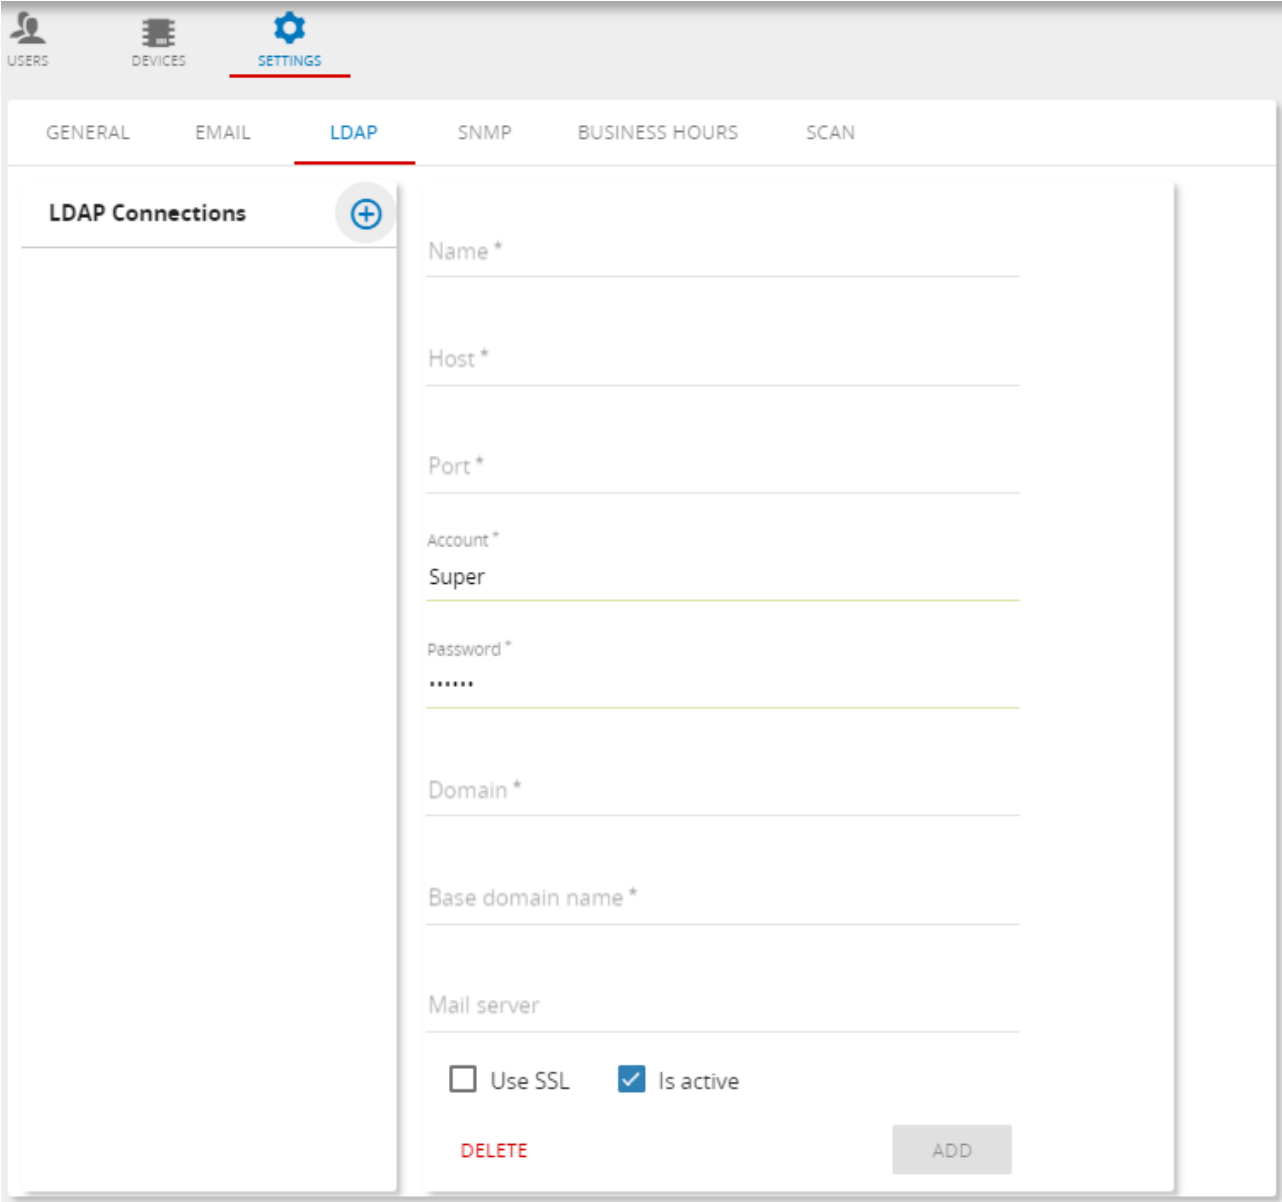 USERS
DEVICES
SETTINGS
GENERAL
EMAIL
LDAP
SNMP
BUSINESS HOURS
SCAN
LDAP Connections
Name *
Host *
Port *
Account *
Super
Password *
••••••
Domain *
Base domain name *
Mail server
Use SSL
Is active
DELETE
ADD